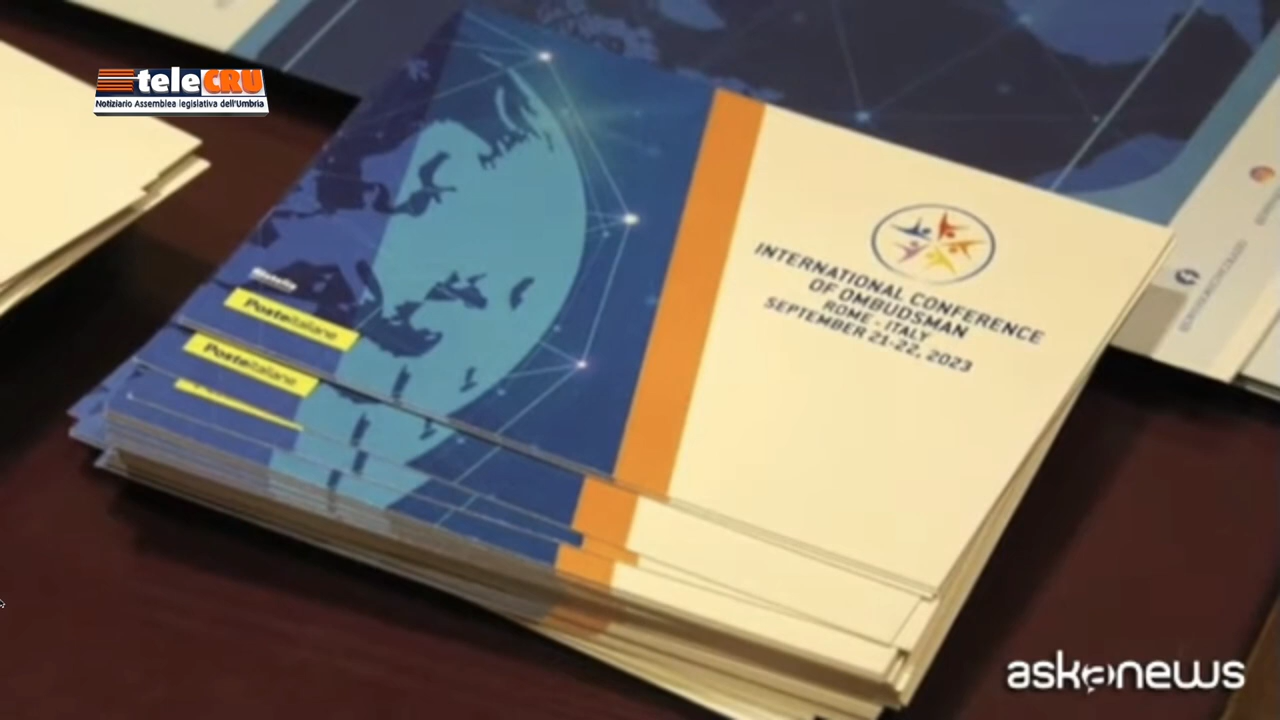 teleCRU
Notiziario Assemblea legislativa dell'Umbria
INTERNATIONAL CONFERENCE
OF OMBUDSMAN
ROME - ITALY
SEPTEMBER 21-22, 2023
Posteitaliane
Posteitaliane
askanews